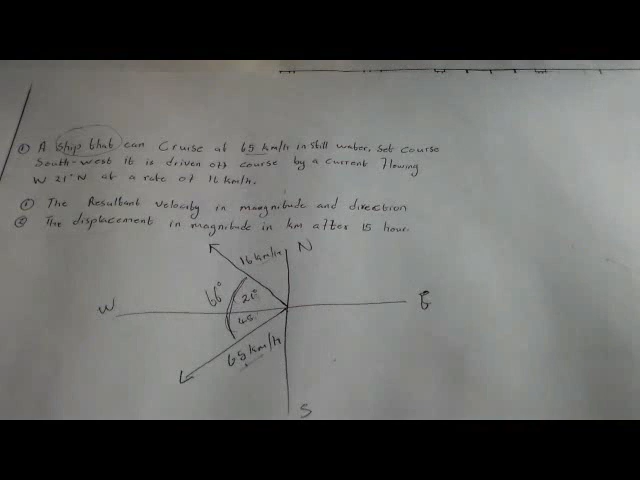 ① A ship that can Cruise at 65 km/h in still water, set course
South-west it is driven off course by a current flowing
W 21° N at a rate of 16 km/h.
① The Resultant velocity in magnitude and direction
② The displacement in magnitude in km after 15 hour.
N
16 km/h
66°
21°
W
E
45
65 km/h
S